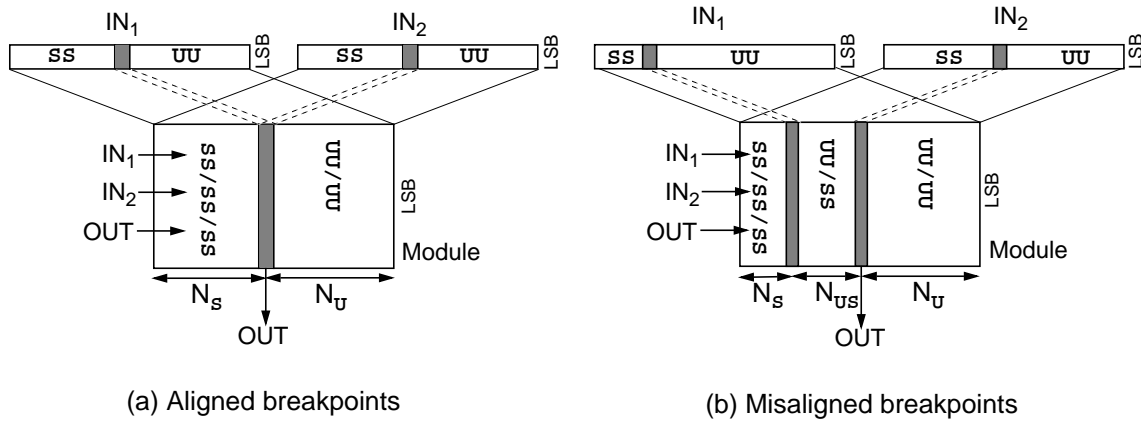 IN1 IN2
SS UU LSB SS UU LSB
IN1
IN2
OUT
SS/SS/SS
UU/UU
LSB
Module
NS NU
OUT
(a) Aligned breakpoints
IN1 IN2
SS UU LSB SS UU LSB
IN1
IN2
OUT
SS/SS/SS
UU/SS
UU/UU
LSB
Module
NS NUS NU
OUT
(b) Misaligned breakpoints